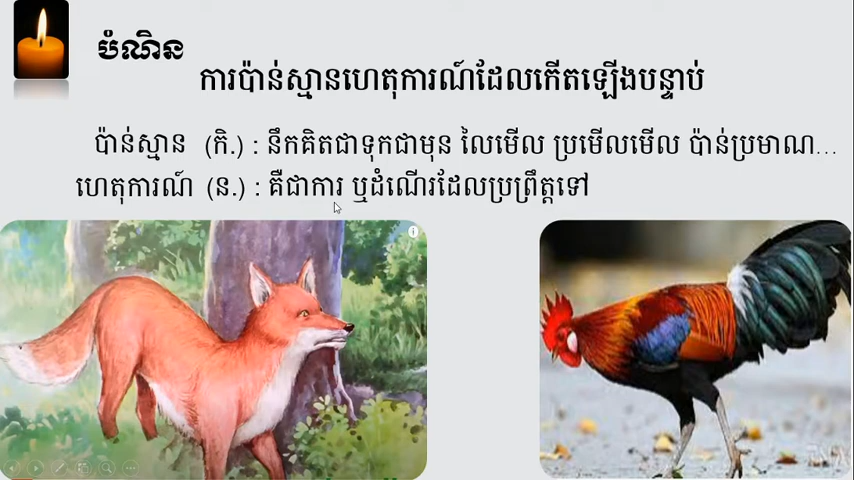 បំណិន
ការប៉ាន់ស្មានហេតុការណ៍ដែលកើតឡើងបន្ទាប់
ប៉ាន់ស្មាន (កិ.) : នឹកគិតជាទុកជាមុន លៃមើល ប្រមើលមើល ប៉ាន់ប្រមាណ...
ហេតុការណ៍ (ន.) : គឺជាការ ឬដំណើរដែលប្រព្រឹត្តទៅ